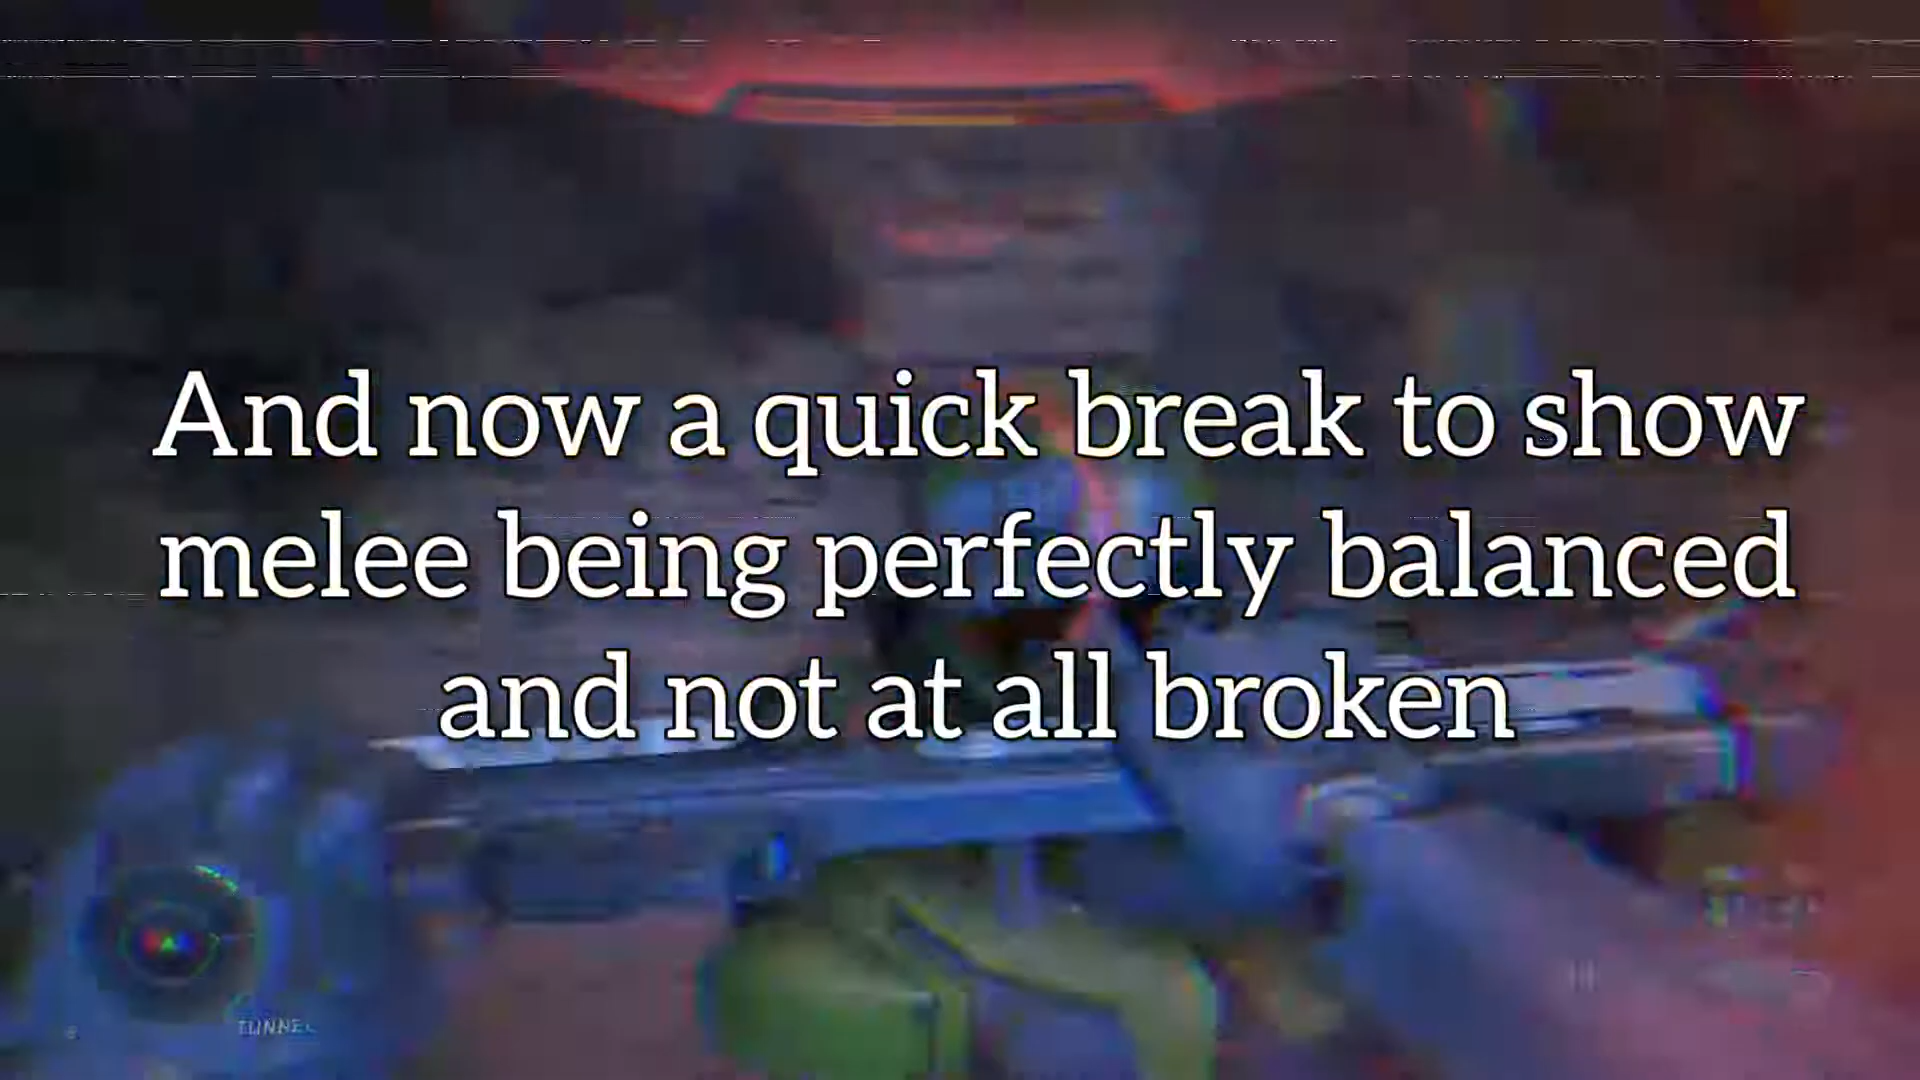 And now a quick break to show
melee being perfectly balanced
and not at all broken
TUNNEL